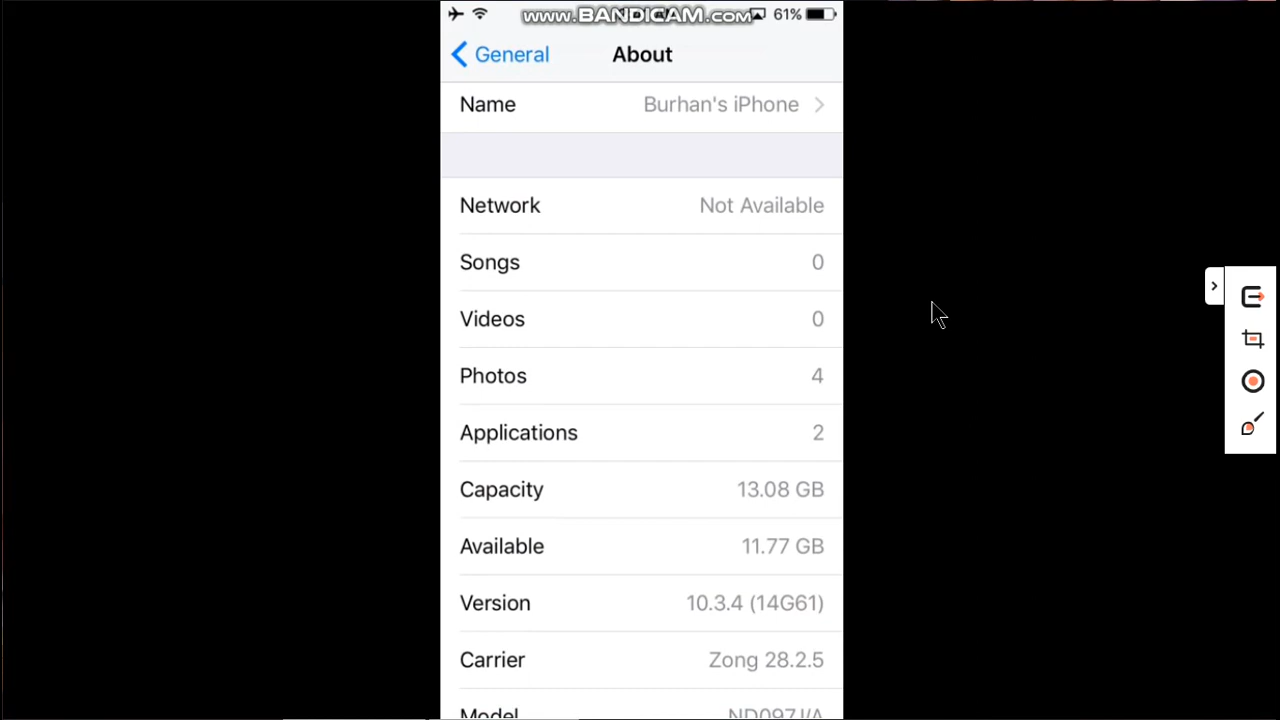 www.BANDICAM.com 61%
General About
Name Burhan's iPhone
Network Not Available
Songs 0
Videos 0
Photos 4
Applications 2
Capacity 13.08 GB
Available 11.77 GB
Version 10.3.4 (14G61)
Carrier Zong 28.2.5
Model ND097J/A